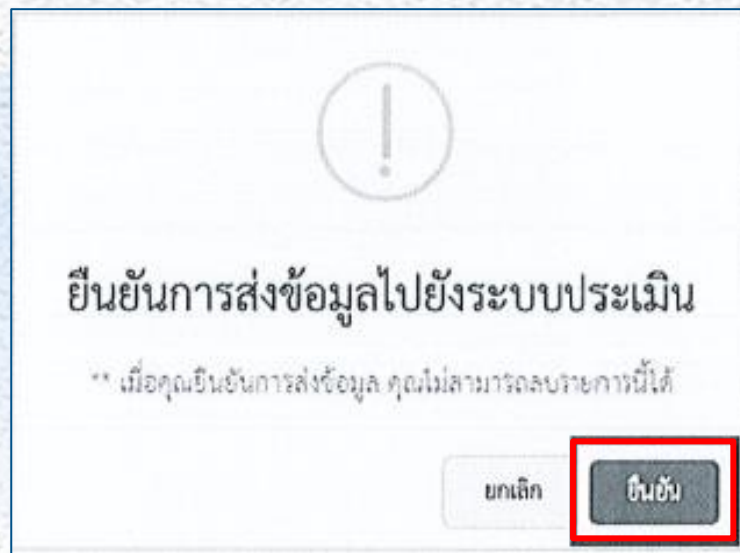 ยืนยันการส่งข้อมูลไปยังระบบประเมิน
** เมื่อคุณยืนยันการส่งข้อมูล คุณไม่สามารถลบรายการนี้ได้
ยกเลิก
ยืนยัน